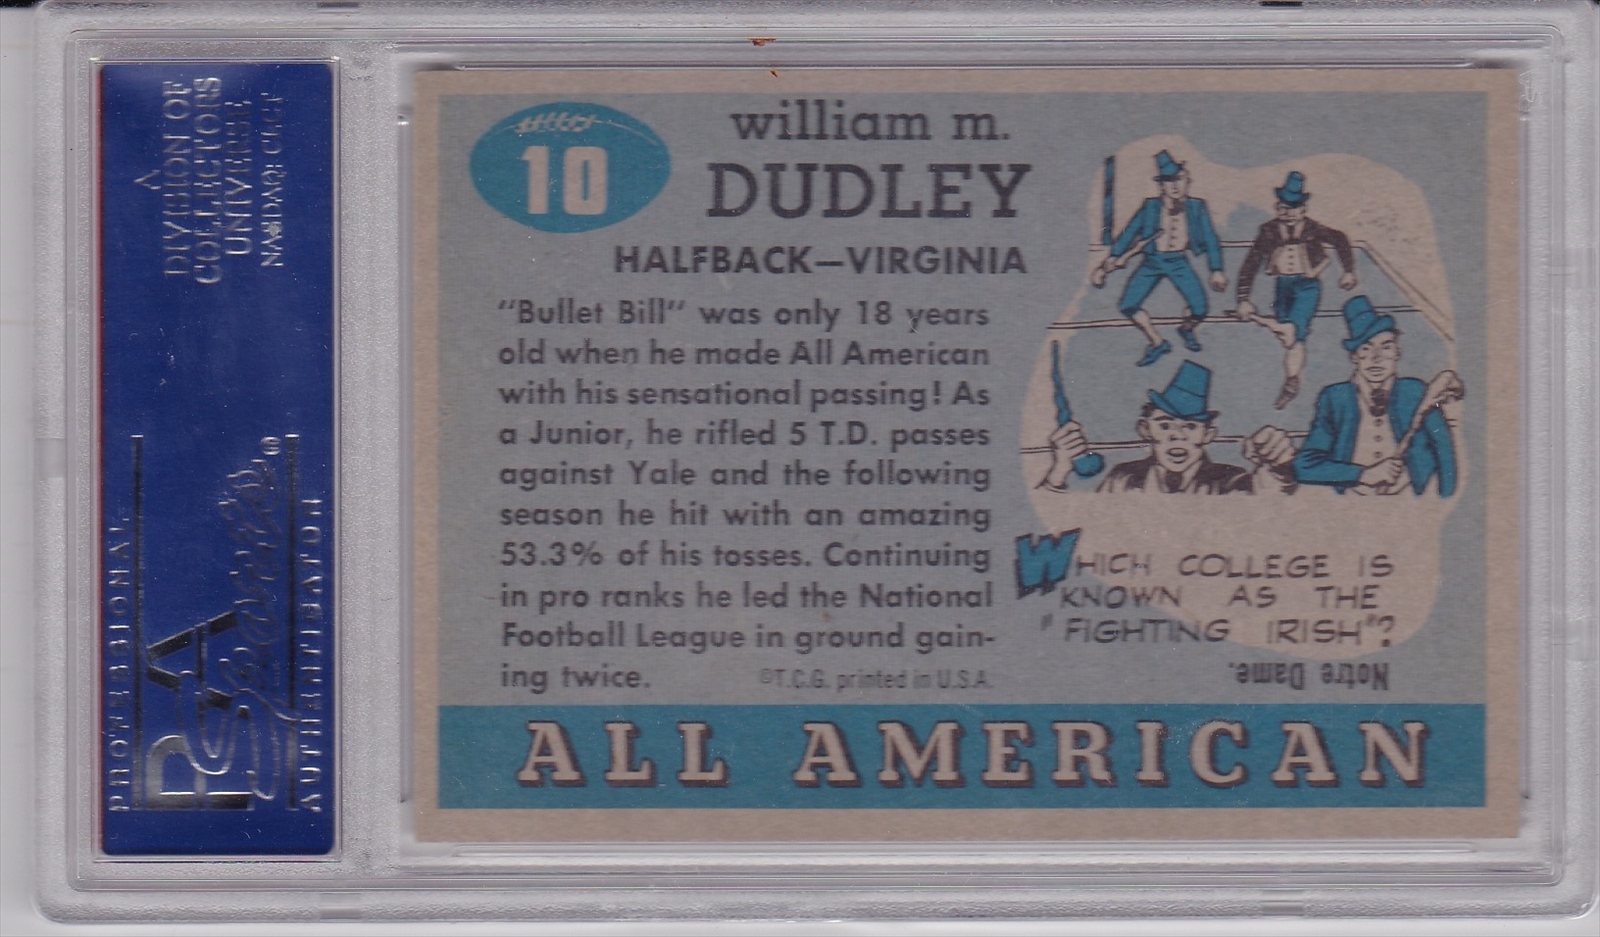 A
DIVISION OF
COLLECTORS
UNIVERSE
NASDAQ: CLCT
PROFESSIONAL
PSA
Sports
AUTHENTICATOR
10
william m.
DUDLEY
HALFBACK—VIRGINIA
"Bullet Bill" was only 18 years
old when he made All American
with his sensational passing! As
a Junior, he rifled 5 T.D. passes
against Yale and the following
season he hit with an amazing
53.3% of his tosses. Continuing
in pro ranks he led the National
Football League in ground gain-
ing twice.
©T.C.G. printed in U.S.A.
WHICH COLLEGE IS
KNOWN AS THE
"FIGHTING IRISH"?
Notre Dame.
ALL AMERICAN